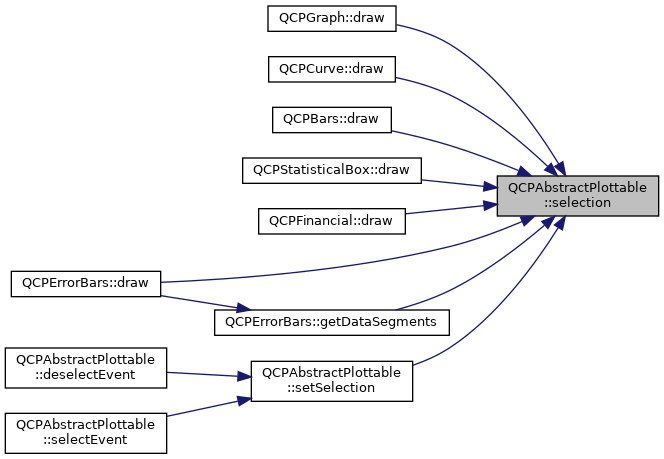 QCPGraph::draw
QCPCurve::draw
QCPBars::draw
QCPStatisticalBox::draw
QCPAbstractPlottable
::selection
QCPFinancial::draw
QCPErrorBars::draw
QCPErrorBars::getDataSegments
QCPAbstractPlottable
::deselectEvent
QCPAbstractPlottable
::setSelection
QCPAbstractPlottable
::selectEvent